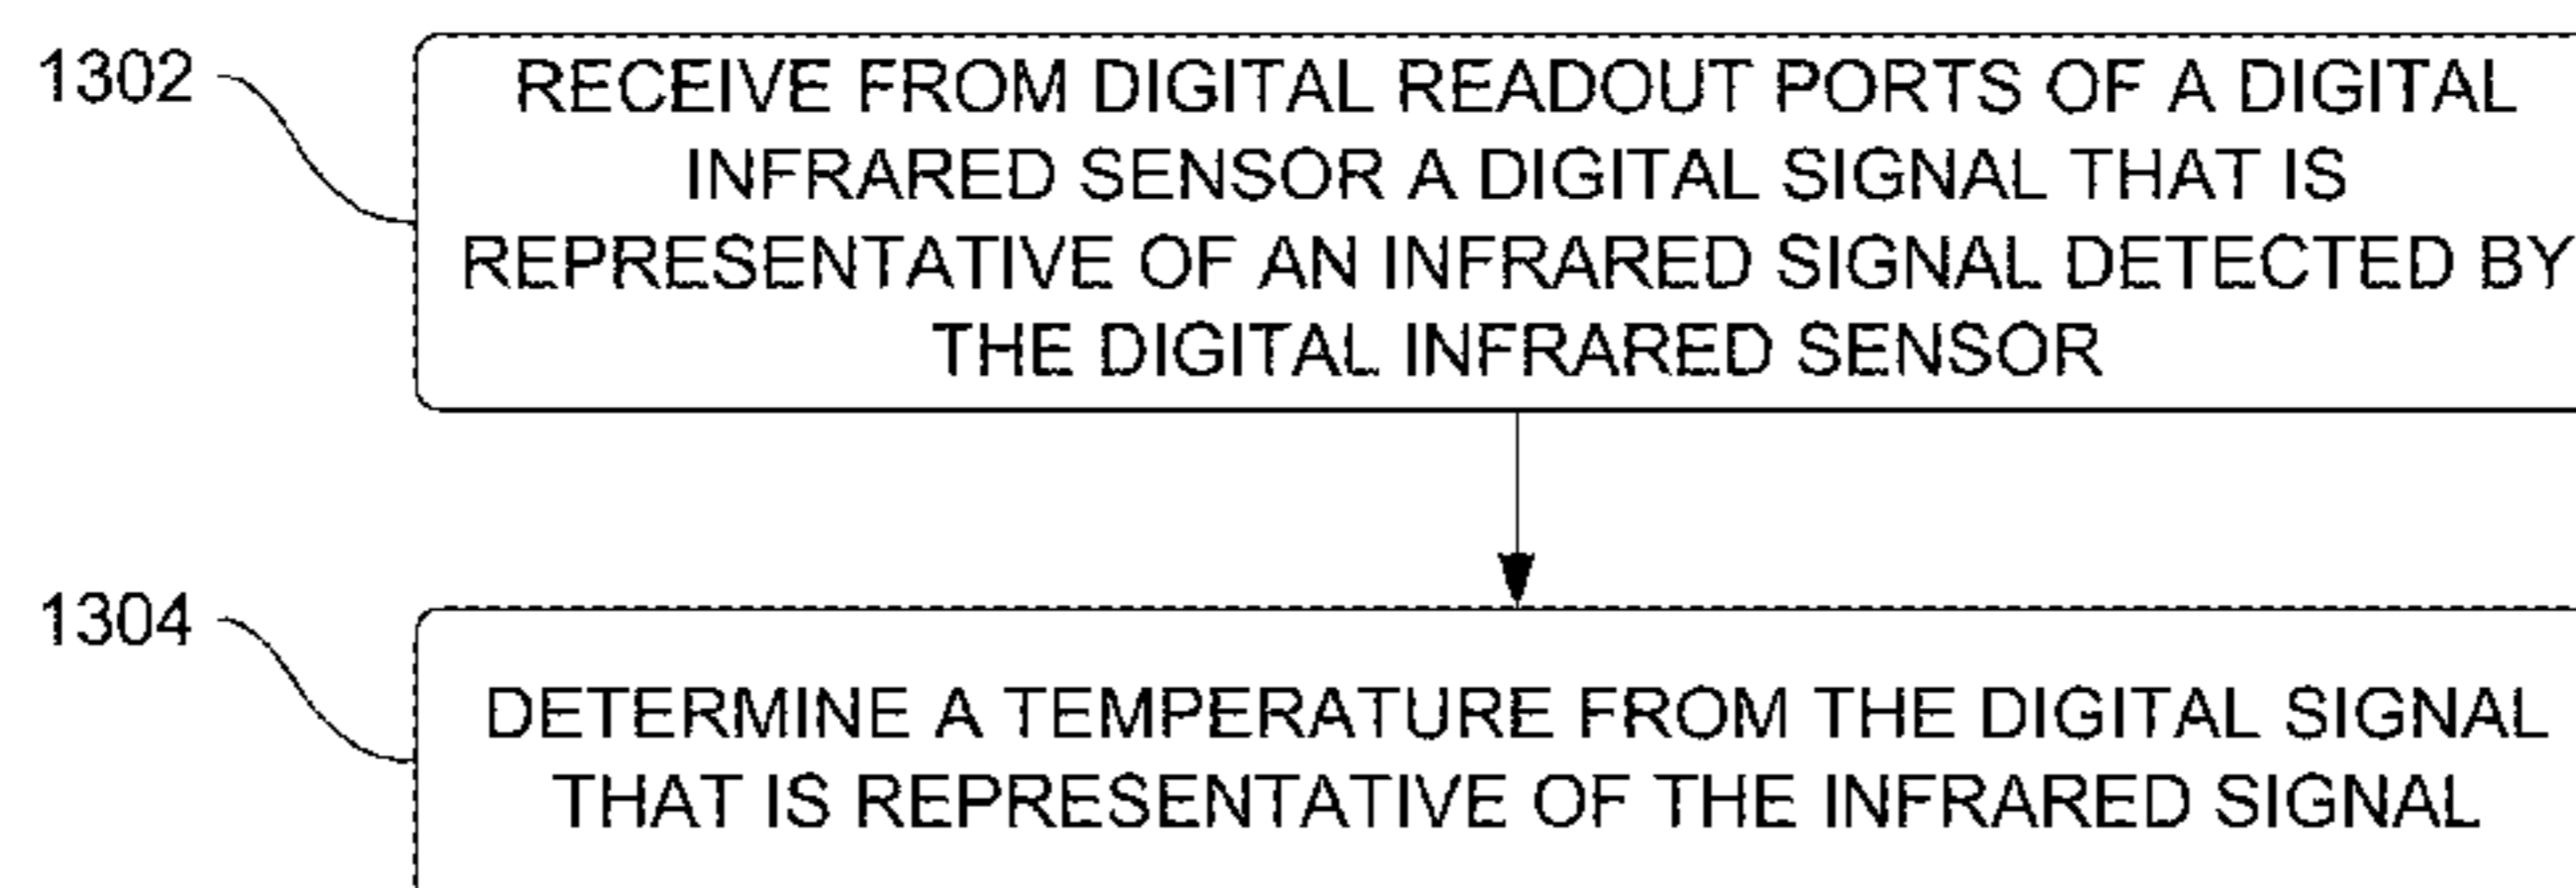 1302
RECEIVE FROM DIGITAL READOUT PORTS OF A DIGITAL
INFRARED SENSOR A DIGITAL SIGNAL THAT IS
REPRESENTATIVE OF AN INFRARED SIGNAL DETECTED BY
THE DIGITAL INFRARED SENSOR
1304
DETERMINE A TEMPERATURE FROM THE DIGITAL SIGNAL
THAT IS REPRESENTATIVE OF THE INFRARED SIGNAL